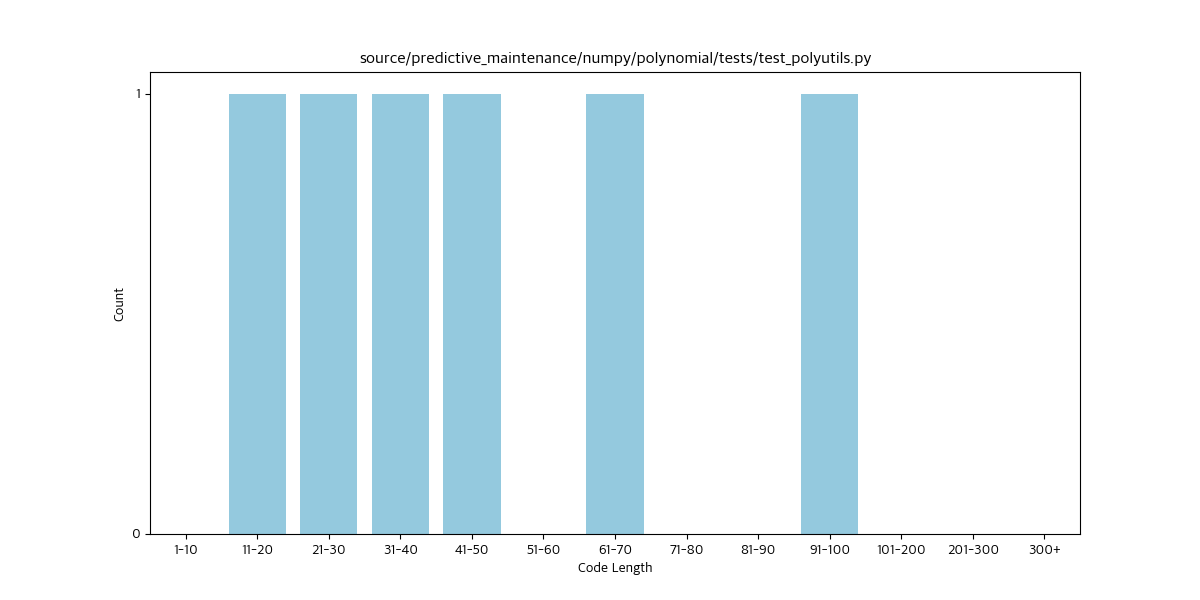 source/predictive_maintenance/numpy/polynomial/tests/test_polyutils.py
1
Count
0
1-10 11-20 21-30 31-40 41-50 51-60 61-70 71-80 81-90 91-100 101-200 201-300 300+
Code Length